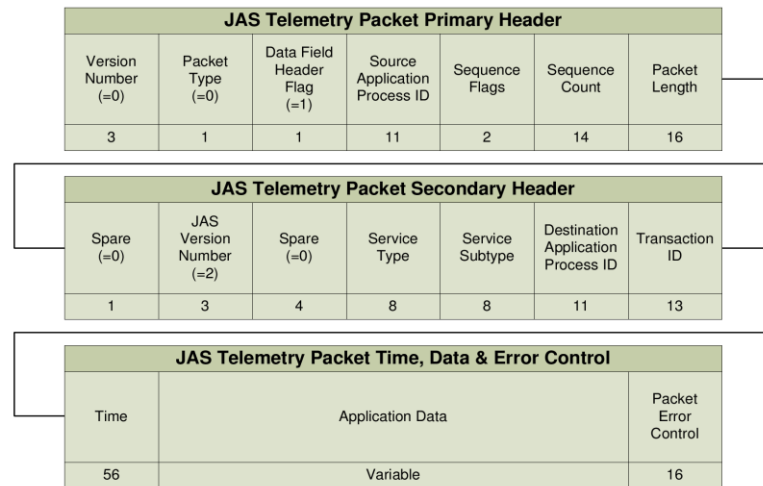 JAS Telemetry Packet Primary Header
Version
Number
(=0)
Packet
Type
(=0)
Data Field
Header
Flag
(=1)
Source
Application
Process ID
Sequence
Flags
Sequence
Count
Packet
Length
3
1
1
11
2
14
16
JAS Telemetry Packet Secondary Header
Spare
(=0)
JAS
Version
Number
(=2)
Spare
(=0)
Service
Type
Service
Subtype
Destination
Application
Process ID
Transaction
ID
1
3
4
8
8
11
13
JAS Telemetry Packet Time, Data & Error Control
Time
Application Data
Packet
Error
Control
56
Variable
16